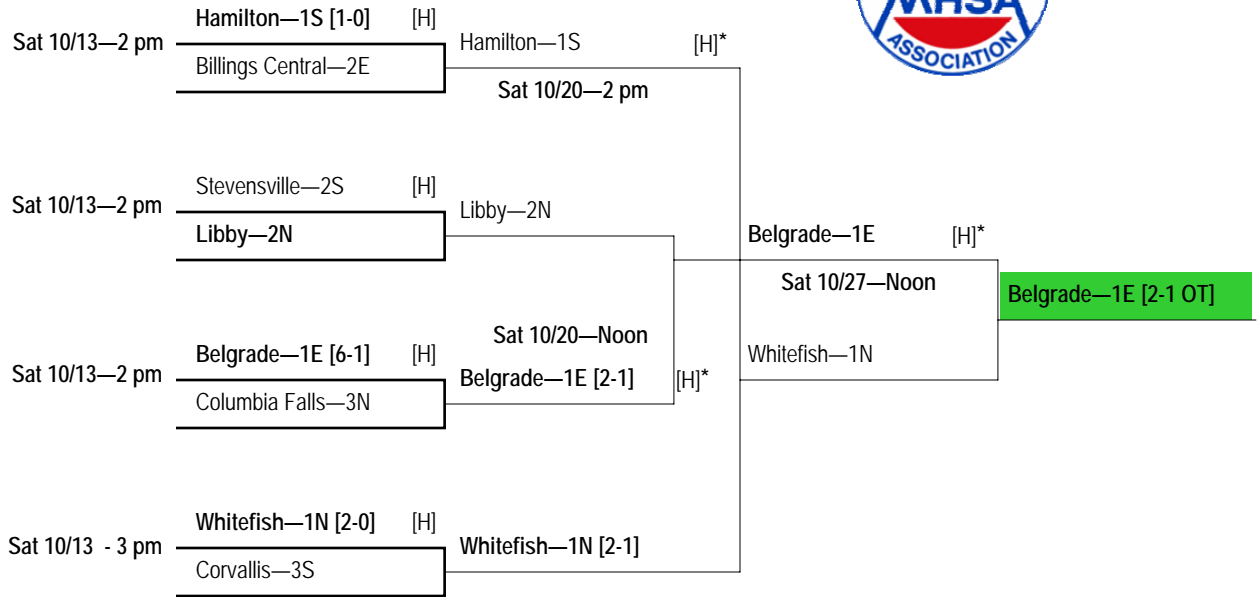 MHSA
ASSOCIATION
Hamilton—1S [1-0] [H]
Sat 10/13—2 pm
Billings Central—2E
Hamilton—1S [H]*
Sat 10/20—2 pm
Stevensville—2S [H]
Sat 10/13—2 pm
Libby—2N
Libby—2N
Belgrade—1E [H]*
Sat 10/27—Noon
Belgrade—1E [2-1 OT]
Sat 10/20—Noon
Whitefish—1N
Belgrade—1E [6-1] [H]
Sat 10/13—2 pm
Columbia Falls—3N
Belgrade—1E [2-1] [H]*
Whitefish—1N [2-0] [H]
Sat 10/13 - 3 pm
Corvallis—3S
Whitefish—1N [2-1]